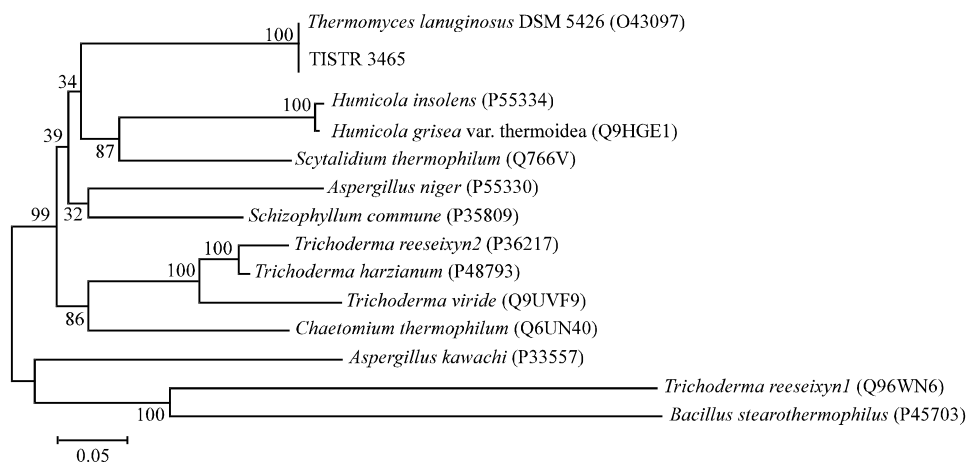 Thermomyces lanuginosus DSM 5426 (O43097)
100
TISTR 3465
34
100
Humicola insolens (P55334)
Humicola grisea var. thermoidea (Q9HGE1)
39
87
Scytalidium thermophilum (Q766V)
Aspergillus niger (P55330)
99
32
Schizophyllum commune (P35809)
100
Trichoderma reeseixyn2 (P36217)
100
Trichoderma harzianum (P48793)
Trichoderma viride (Q9UVF9)
86
Chaetomium thermophilum (Q6UN40)
Aspergillus kawachi (P33557)
Trichoderma reeseixyn1 (Q96WN6)
100
Bacillus stearothermophilus (P45703)
0.05